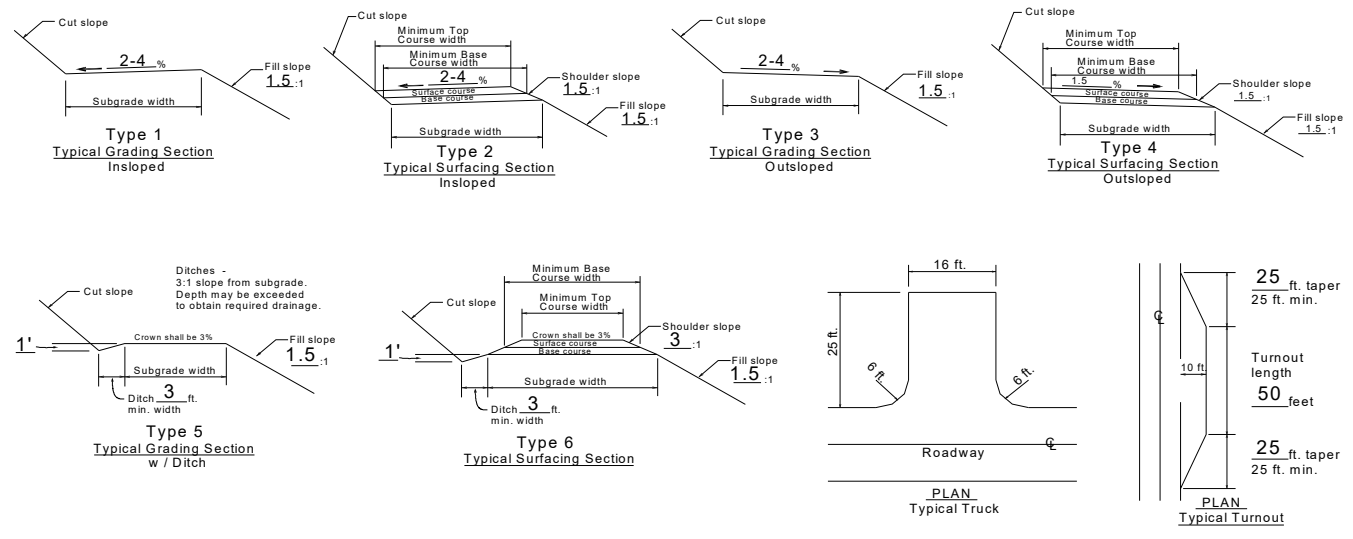 Cut slope
2-4 %
Fill slope
1.5 :1
Subgrade width
Type 1
Typical Grading Section
Insloped
Cut slope
Minimum Top
Course width
Minimum Base
Course width
2-4 %
Surface course
Base course
Shoulder slope
1.5 :1
Fill slope
1.5 :1
Subgrade width
Type 2
Typical Surfacing Section
Insloped
Cut slope
2-4 %
Fill slope
1.5 :1
Subgrade width
Type 3
Typical Grading Section
Outsloped
Cut slope
Minimum Top
Course width
Minimum Base
Course width
1.5 %
Surface course
Base course
Shoulder slope
1.5 :1
Fill slope
1.5 :1
Subgrade width
Type 4
Typical Surfacing Section
Outsloped
Ditches -
3:1 slope from subgrade.
Depth may be exceeded
to obtain required drainage.
Cut slope
Crown shall be 3%
1'
Fill slope
1.5 :1
Subgrade width
Ditch 3 ft.
min. width
Type 5
Typical Grading Section
w / Ditch
Minimum Base
Course width
Cut slope
Minimum Top
Course width
Crown shall be 3%
Surface course
Base course
Shoulder slope
3 :1
1'
Fill slope
1.5 :1
Subgrade width
Ditch 3 ft.
min. width
Type 6
Typical Surfacing Section
16 ft.
25 ft.
6 ft.
6 ft.
℄
Roadway
PLAN
Typical Truck
℄
25 ft. taper
25 ft. min.
10 ft.
Turnout
length
50 feet
25 ft. taper
25 ft. min.
PLAN
Typical Turnout